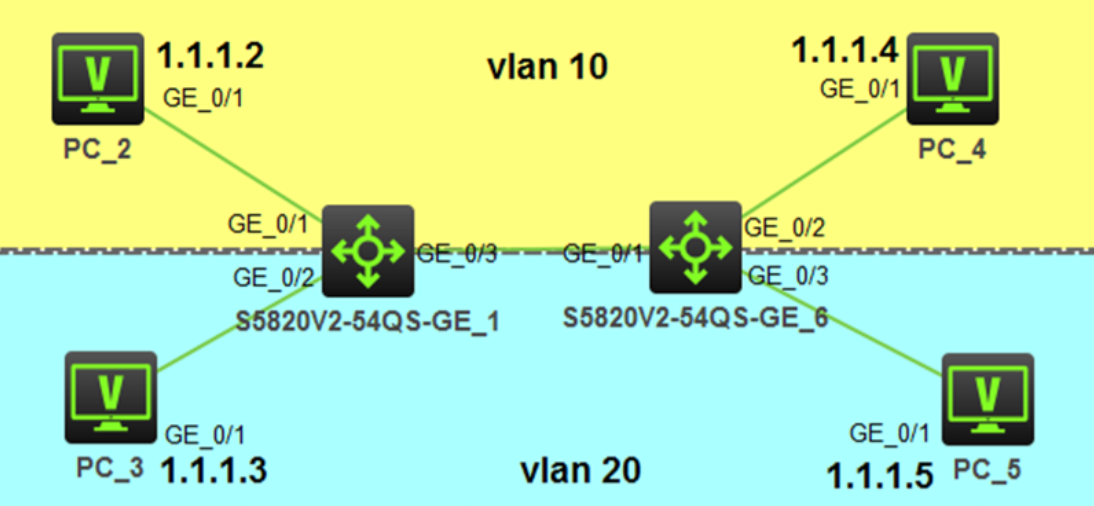 1.1.1.2
GE_0/1
PC_2
vlan 10
1.1.1.4
GE_0/1
PC_4
GE_0/1
GE_0/3
GE_0/2
S5820V2-54QS-GE_1
GE_0/1
GE_0/2
GE_0/3
S5820V2-54QS-GE_6
GE_0/1
PC_3 1.1.1.3
vlan 20
GE_0/1
1.1.1.5 PC_5
V
V
V
V